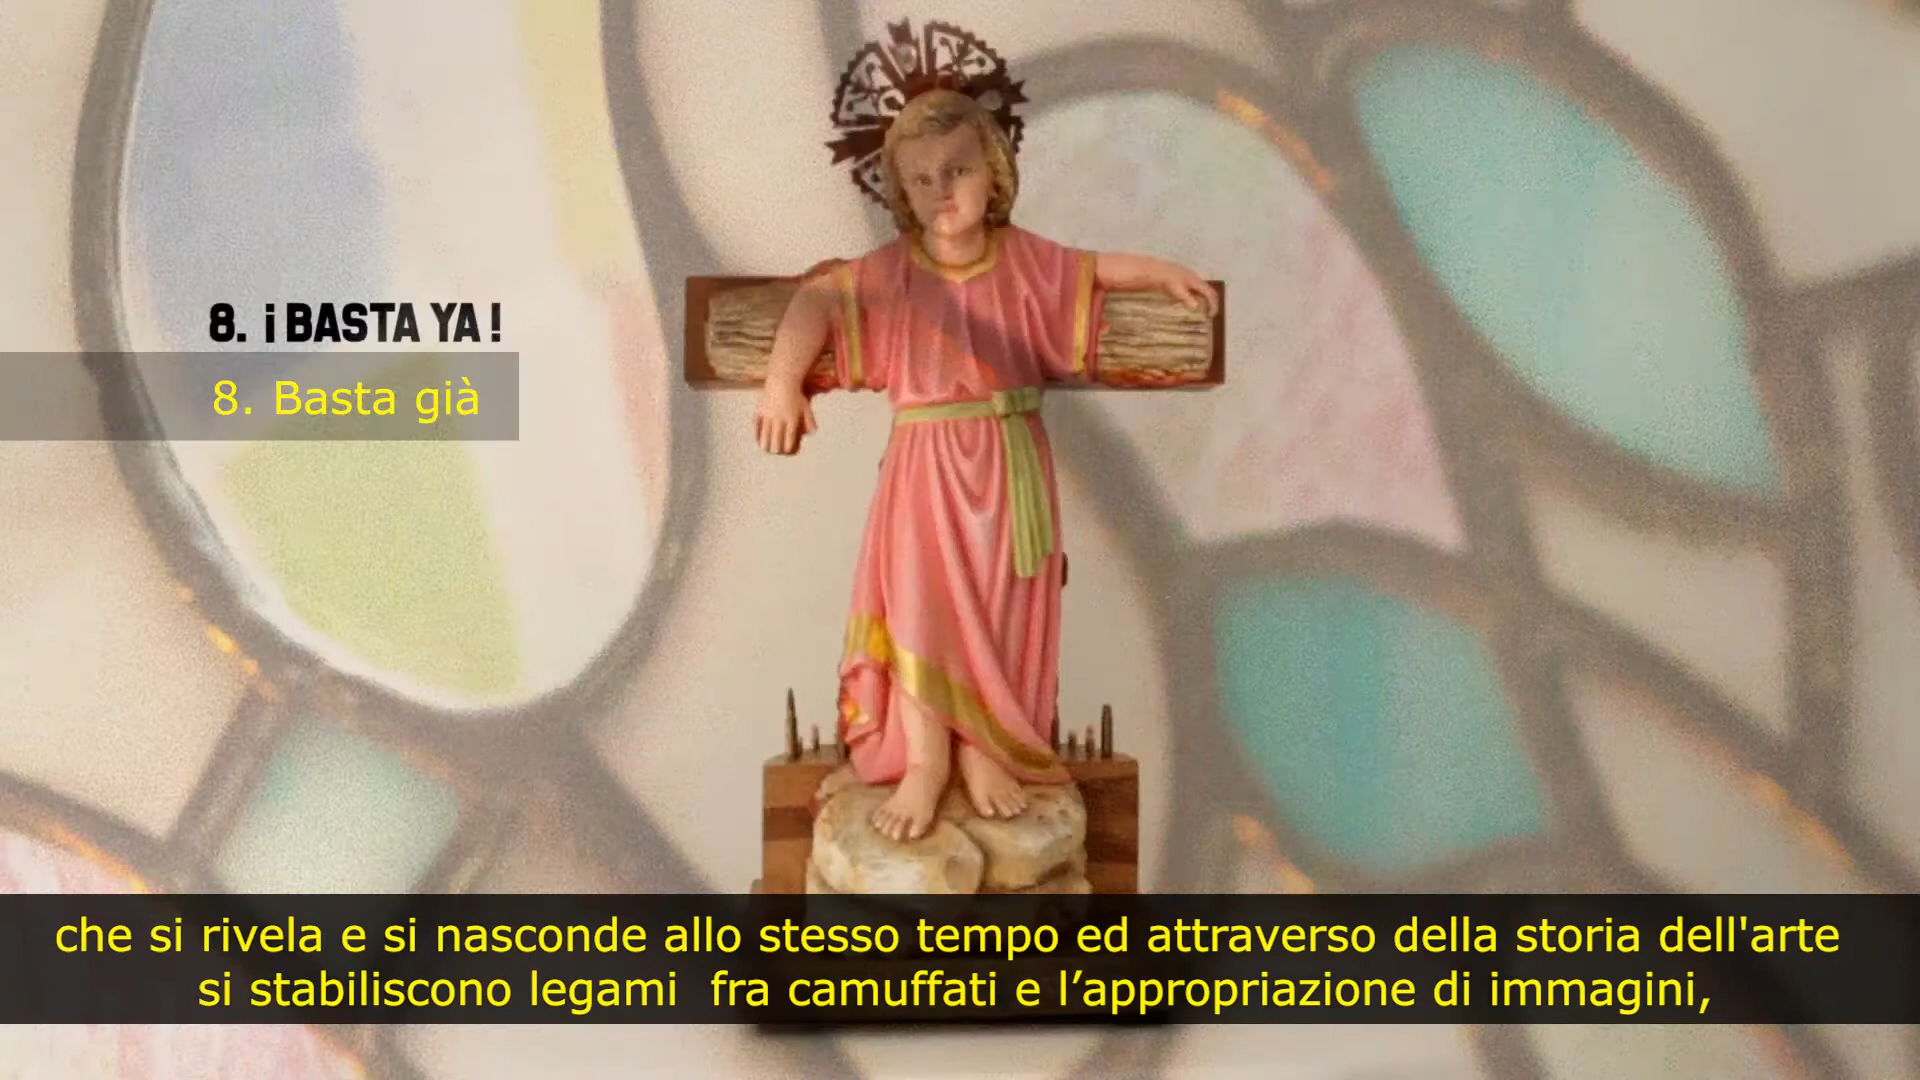 8. ¡BASTA YA!
8. Basta già
che si rivela e si nasconde allo stesso tempo ed attraverso della storia dell'arte
si stabiliscono legami  fra camuffati e l’appropriazione di immagini,